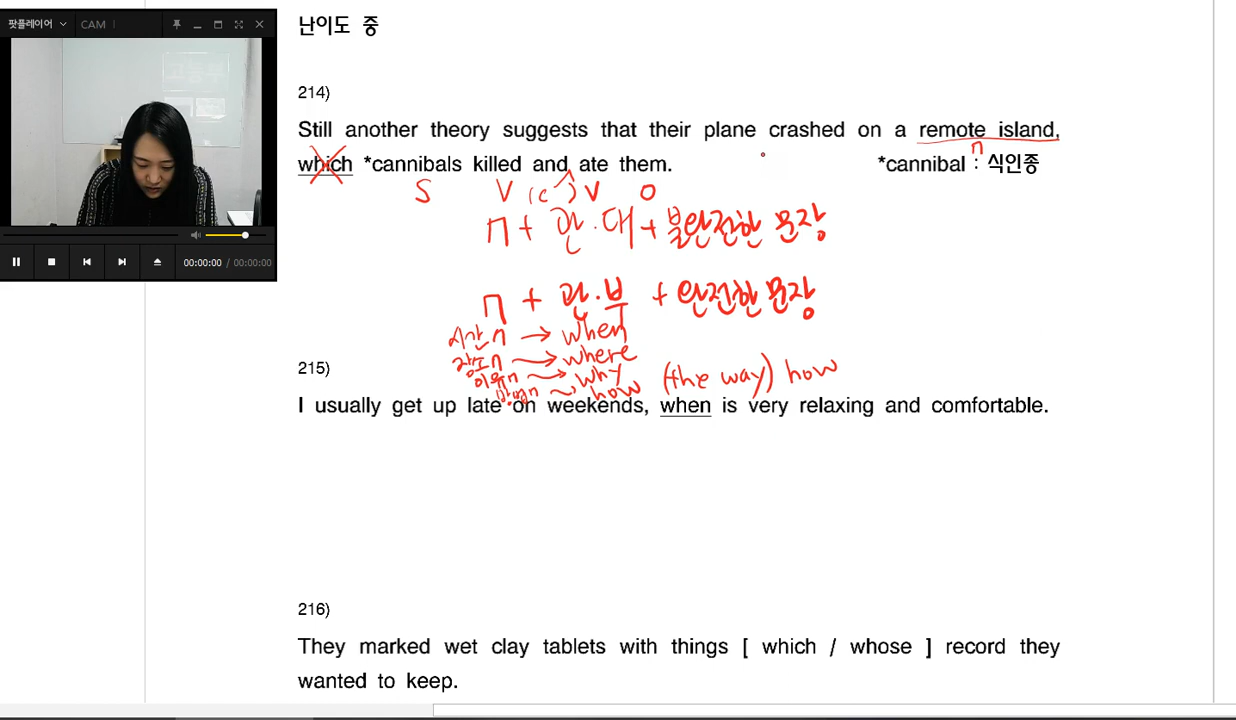 팟플레이어 CAM
00:00:00 / 00:00:00
난이도 중
214)
Still another theory suggests that their plane crashed on a remote island,
n
which *cannibals killed and ate them. *cannibal : 식인종
S V (c V O
n + 관·대 + 불완전한 문장
n + 관·부 + 완전한 문장
시간 n → when
장소 n → where
이유 n → why (the way) how
방법 n → how
215)
I usually get up late on weekends, when is very relaxing and comfortable.
216)
They marked wet clay tablets with things [ which / whose ] record they
wanted to keep.